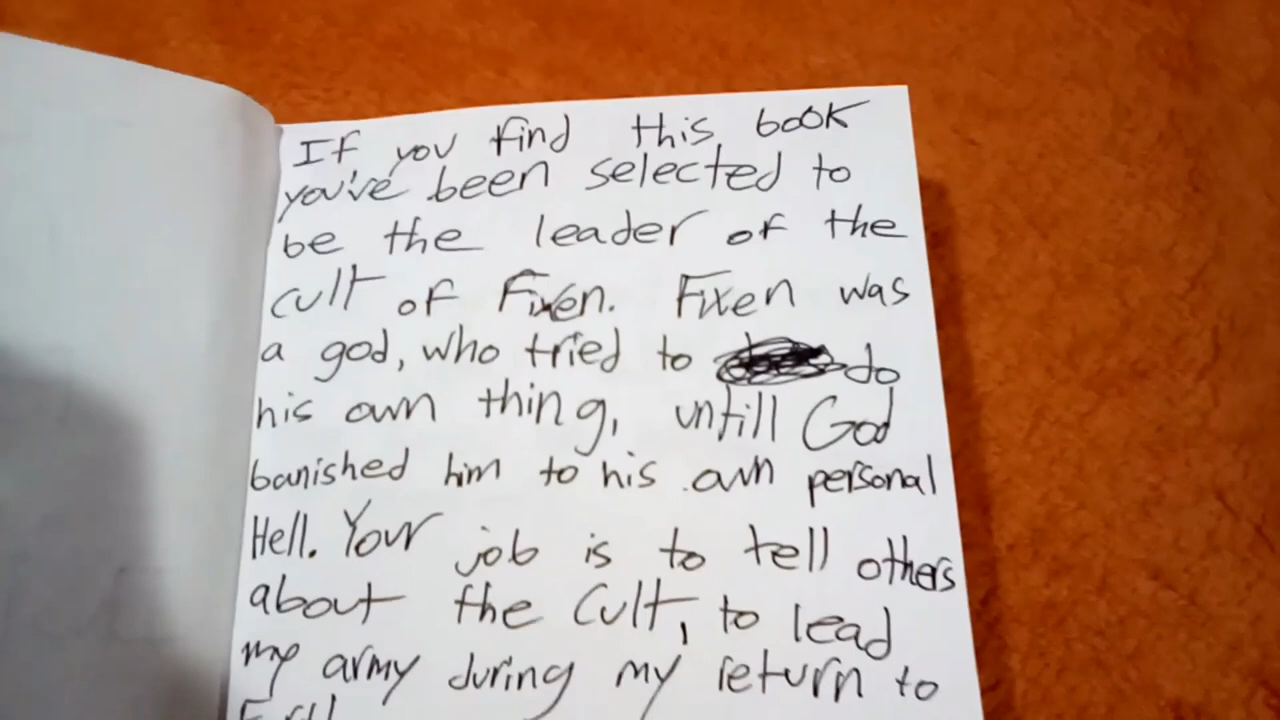 If you find this book
you've been selected to
be the leader of the
cult of Fixen. Fixen was
a god, who tried to do
his own thing, untill God
banished him to his own personal
Hell. Your job is to tell others
about the Cult, to lead
my army during my return to